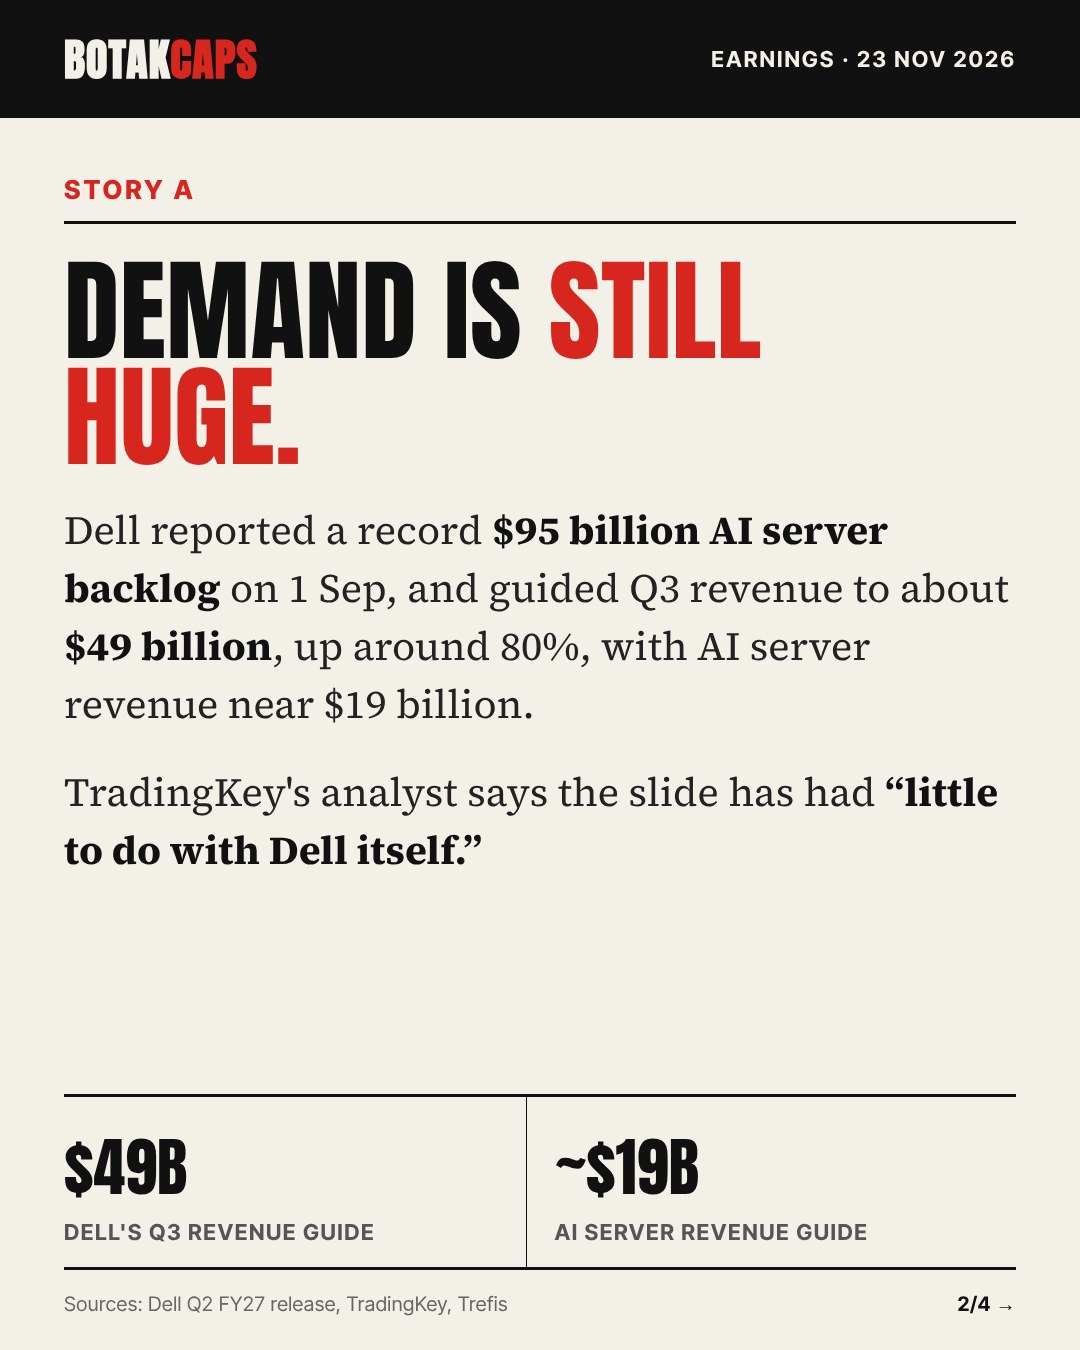 BOTAKCAPS
EARNINGS · 23 NOV 2026
STORY A
DEMAND IS STILL
HUGE.
Dell reported a record $95 billion AI server
backlog on 1 Sep, and guided Q3 revenue to about
$49 billion, up around 80%, with AI server
revenue near $19 billion.
TradingKey's analyst says the slide has had “little
to do with Dell itself.”
$49B
DELL'S Q3 REVENUE GUIDE
~$19B
AI SERVER REVENUE GUIDE
Sources: Dell Q2 FY27 release, TradingKey, Trefis
2/4 →